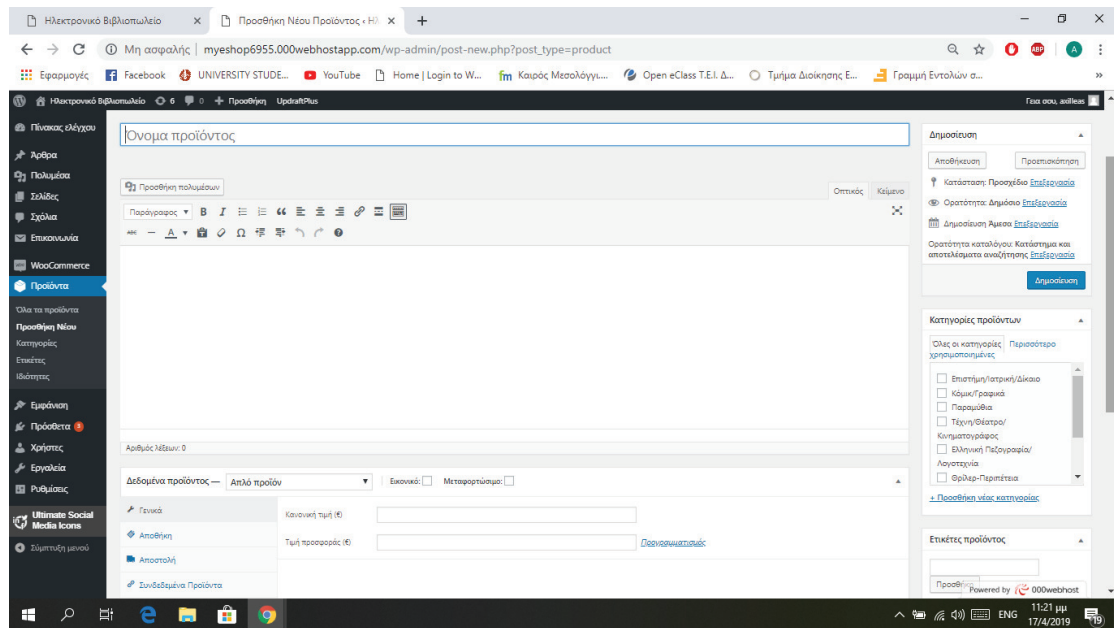 Ηλεκτρονικό Βιβλιοπωλείο
Προσθήκη Νέου Προϊόντος ‹ Ηλ
Μη ασφαλής | myeshop6955.000webhostapp.com/wp-admin/post-new.php?post_type=product
Εφαρμογές Facebook UNIVERSITY STUDE... YouTube Home | Login to W... Καιρός Μεσολόγγι.... Open eClass Τ.Ε.Ι. Δ... Τμήμα Διοίκησης Ε... Γραμμή Εντολών σ... »
Ηλεκτρονικό Βιβλιοπωλείο 6 0 + Προσθήκη UpdraftPlus
Γεια σου, axilleas
Πίνακας ελέγχου
Άρθρα
Πολυμέσα
Σελίδες
Σχόλια
Επικοινωνία
WooCommerce
Προϊόντα
Όλα τα προϊόντα
Προσθήκη Νέου
Κατηγορίες
Ετικέτες
Ιδιότητες
Εμφάνιση
Πρόσθετα 3
Χρήστες
Εργαλεία
Ρυθμίσεις
Ultimate Social
Media Icons
Σύμπτυξη μενού
Όνομα προϊόντος
Προσθήκη πολυμέσων
Οπτικός Κείμενο
Παράγραφος B I
ABC A Ω
Αριθμός λέξεων: 0
Δεδομένα προϊόντος — Απλό προϊόν Εικονικό: Μεταφορτώσιμο:
Γενικά
Αποθήκη
Αποστολή
Συνδεδεμένα Προϊόντα
Κανονική τιμή (€)
Τιμή προσφοράς (€) Προγραμματισμός
Δημοσίευση
Αποθήκευση Προεπισκόπηση
Κατάσταση: Προσχέδιο Επεξεργασία
Ορατότητα: Δημόσιο Επεξεργασία
Δημοσίευση Άμεσα Επεξεργασία
Ορατότητα καταλόγου: Κατάστημα και
αποτελέσματα αναζήτησης Επεξεργασία
Δημοσίευση
Κατηγορίες προϊόντων
Όλες οι κατηγορίες Περισσότερο
χρησιμοποιημένες
Επιστήμη/Ιατρική/Δίκαιο
Κόμικ/Γραφικά
Παραμύθια
Τέχνη/Θέατρο/
Κινηματογράφος
Ελληνική Πεζογραφία/
Λογοτεχνία
Θρίλερ-Περιπέτεια
+ Προσθήκη νέας κατηγορίας
Ετικέτες προϊόντος
Προσθήκη
Powered by 000webhost
ENG
11:21 μμ
17/4/2019
19